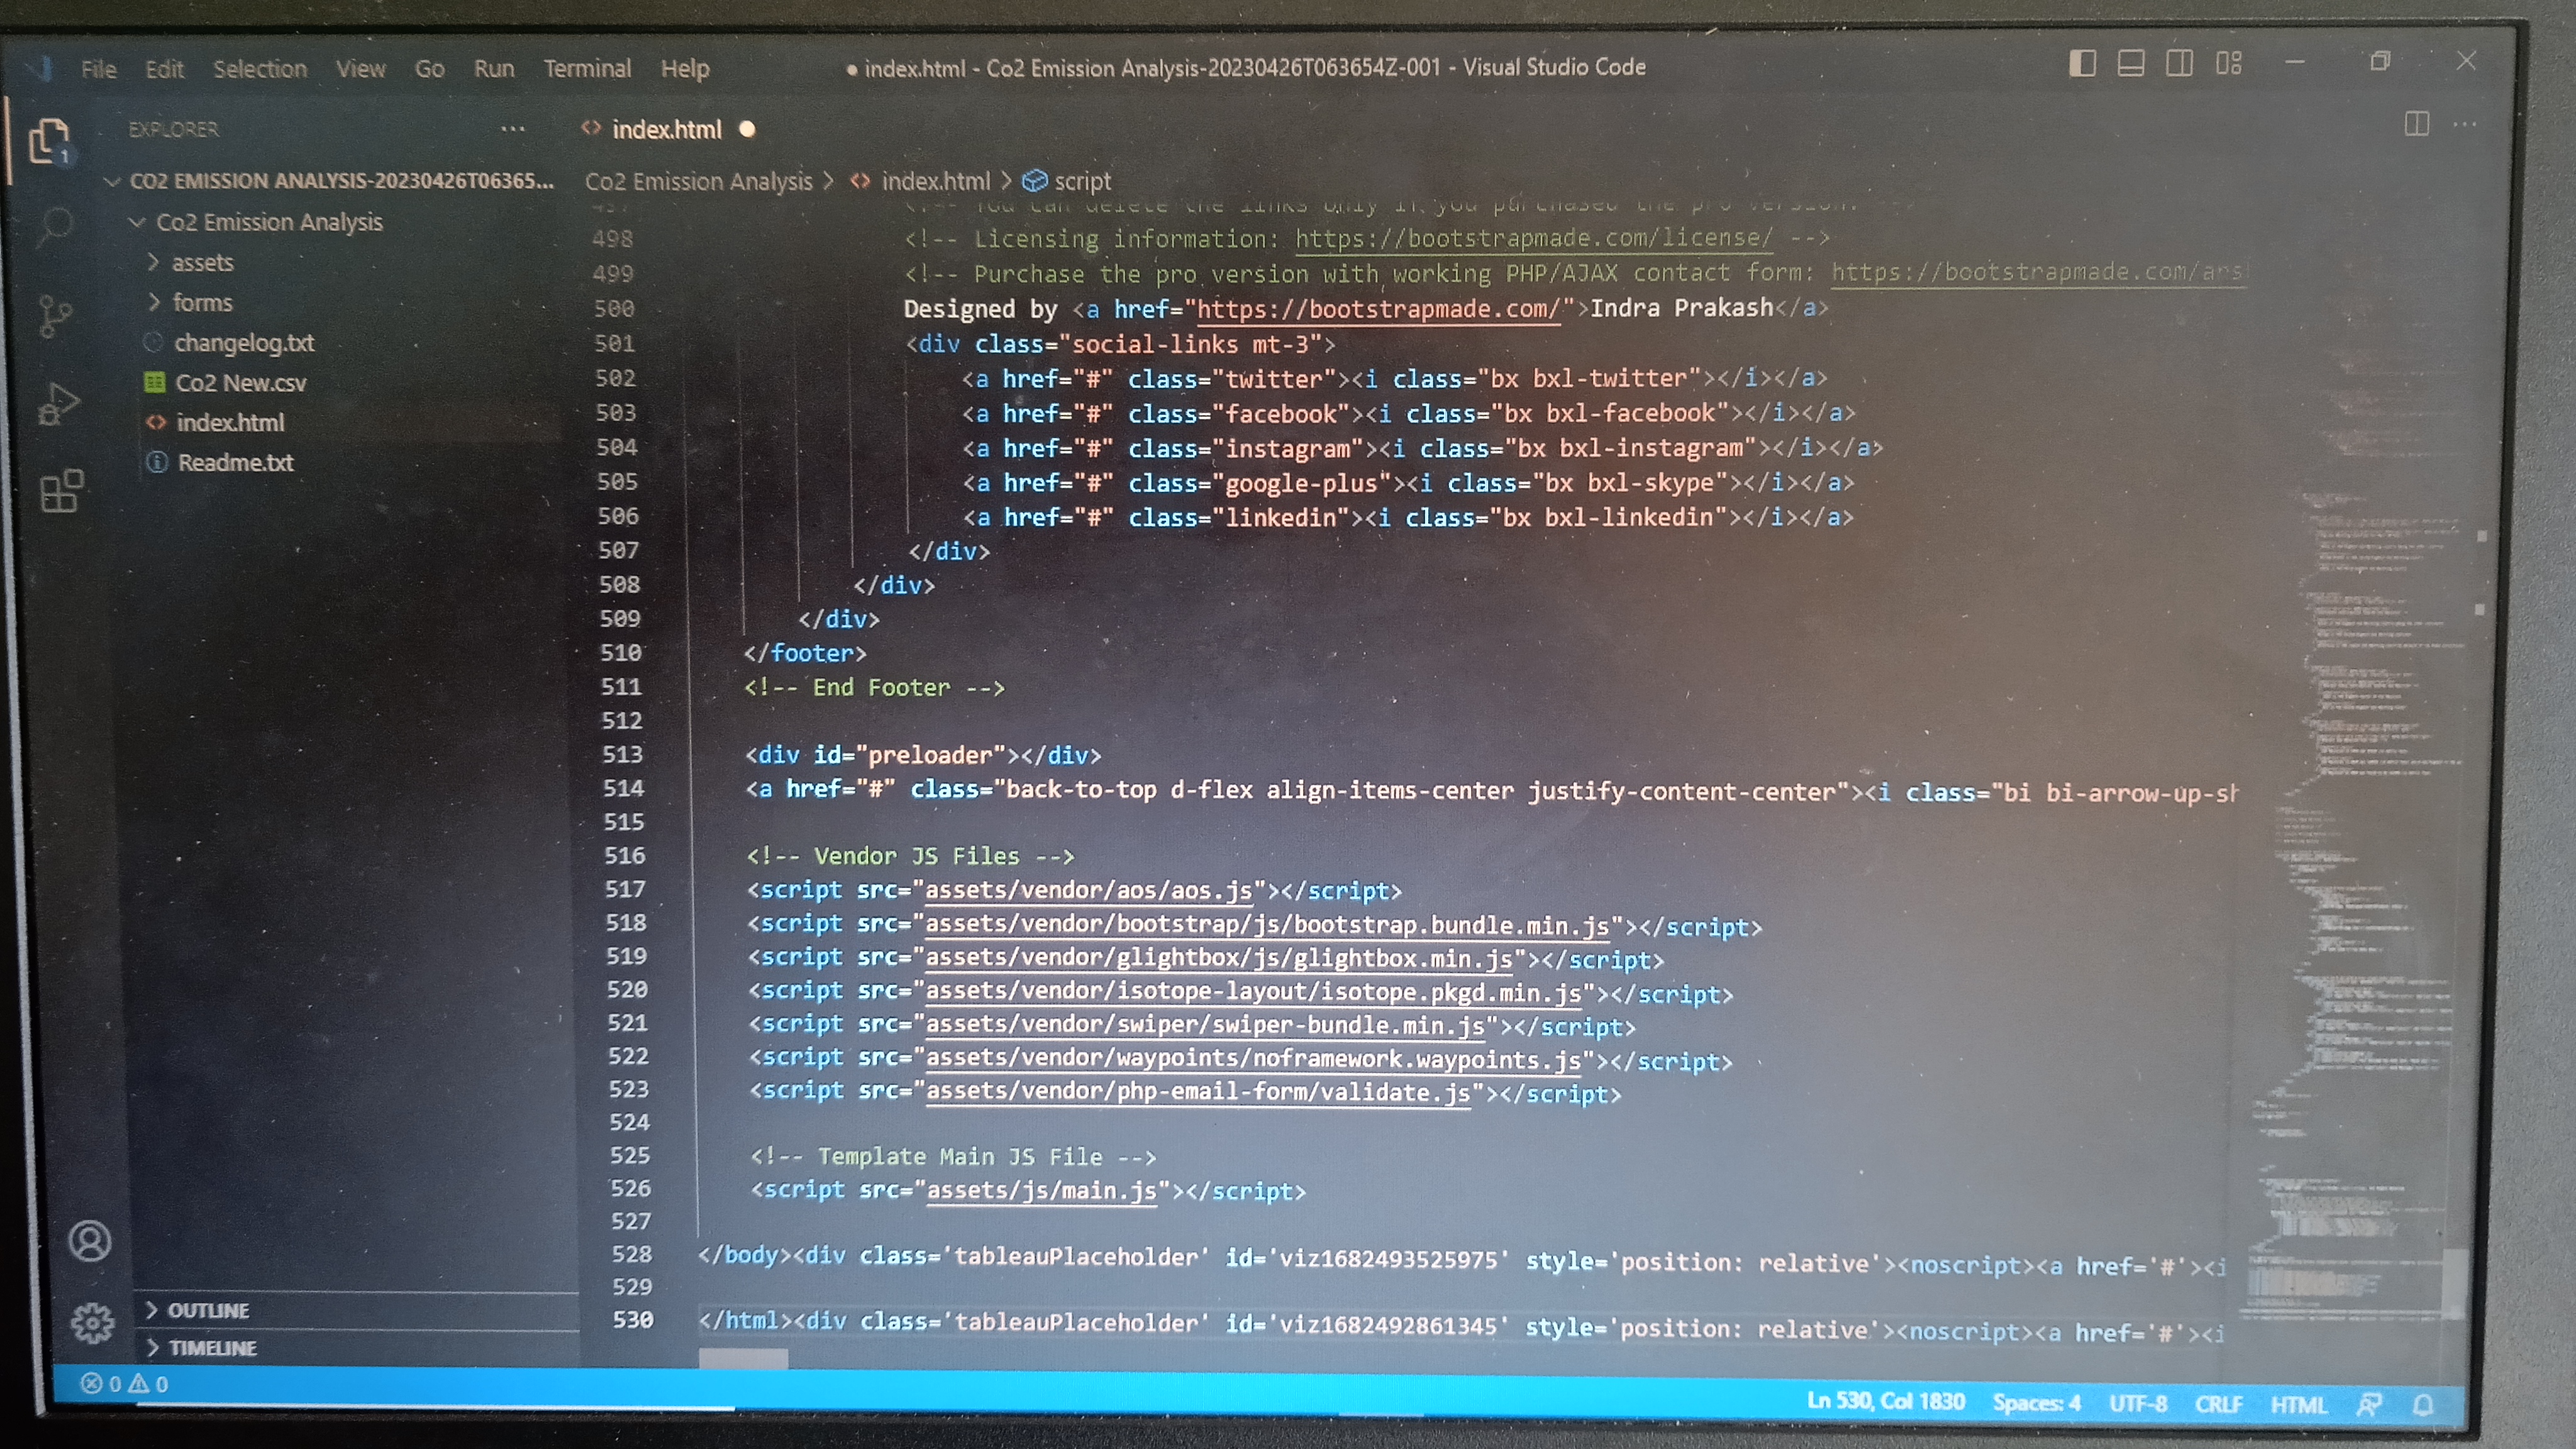 File Edit Selection View Go Run Terminal Help
● index.html - Co2 Emission Analysis-20230426T063654Z-001 - Visual Studio Code
EXPLORER ...
index.html ●
1
CO2 EMISSION ANALYSIS-20230426T06365...
Co2 Emission Analysis
assets
forms
changelog.txt
Co2 New.csv
index.html
Readme.txt
OUTLINE
TIMELINE
Co2 Emission Analysis > index.html > script
497 <!-- You can delete the links only if you purchased the pro version. -->
498 <!-- Licensing information: https://bootstrapmade.com/license/ -->
499 <!-- Purchase the pro version with working PHP/AJAX contact form: https://bootstrapmade.com/ars
500 Designed by <a href="https://bootstrapmade.com/">Indra Prakash</a>
501 <div class="social-links mt-3">
502 <a href="#" class="twitter"><i class="bx bxl-twitter"></i></a>
503 <a href="#" class="facebook"><i class="bx bxl-facebook"></i></a>
504 <a href="#" class="instagram"><i class="bx bxl-instagram"></i></a>
505 <a href="#" class="google-plus"><i class="bx bxl-skype"></i></a>
506 <a href="#" class="linkedin"><i class="bx bxl-linkedin"></i></a>
507 </div>
508 </div>
509 </div>
510 </footer>
511 <!-- End Footer -->
512
513 <div id="preloader"></div>
514 <a href="#" class="back-to-top d-flex align-items-center justify-content-center"><i class="bi bi-arrow-up-sh
515
516 <!-- Vendor JS Files -->
517 <script src="assets/vendor/aos/aos.js"></script>
518 <script src="assets/vendor/bootstrap/js/bootstrap.bundle.min.js"></script>
519 <script src="assets/vendor/glightbox/js/glightbox.min.js"></script>
520 <script src="assets/vendor/isotope-layout/isotope.pkgd.min.js"></script>
521 <script src="assets/vendor/swiper/swiper-bundle.min.js"></script>
522 <script src="assets/vendor/waypoints/noframework.waypoints.js"></script>
523 <script src="assets/vendor/php-email-form/validate.js"></script>
524
525 <!-- Template Main JS File -->
526 <script src="assets/js/main.js"></script>
527
528 </body><div class='tableauPlaceholder' id='viz1682493525975' style='position: relative'><noscript><a href='#'><i
529
530 </html><div class='tableauPlaceholder' id='viz1682492861345' style='position: relative'><noscript><a href='#'><i
0 0
Ln 530, Col 1830 Spaces: 4 UTF-8 CRLF HTML